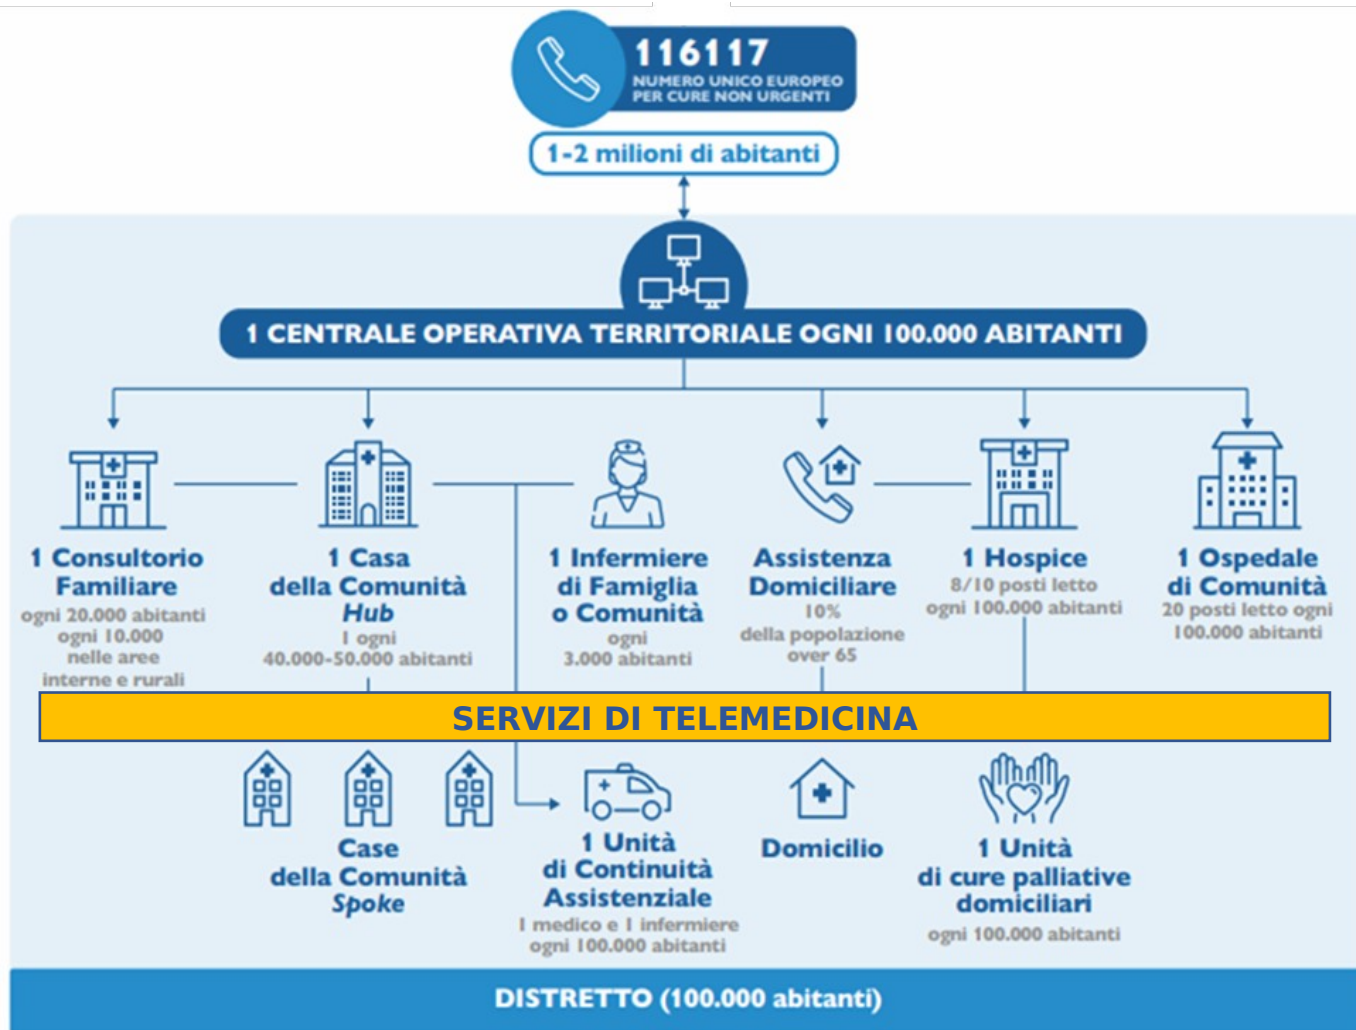 116117
NUMERO UNICO EUROPEO
PER CURE NON URGENTI
1-2 milioni di abitanti
1 CENTRALE OPERATIVA TERRITORIALE OGNI 100.000 ABITANTI
1 Consultorio
Familiare
ogni 20.000 abitanti
ogni 10.000
nelle aree
interne e rurali
1 Casa
della Comunità
Hub
1 ogni
40.000-50.000 abitanti
1 Infermiere
di Famiglia
o Comunità
ogni
3.000 abitanti
Assistenza
Domiciliare
10%
della popolazione
over 65
1 Hospice
8/10 posti letto
ogni 100.000 abitanti
1 Ospedale
di Comunità
20 posti letto ogni
100.000 abitanti
SERVIZI DI TELEMEDICINA
Case
della Comunità
Spoke
1 Unità
di Continuità
Assistenziale
1 medico e 1 infermiere
ogni 100.000 abitanti
Domicilio
1 Unità
di cure palliative
domiciliari
ogni 100.000 abitanti
DISTRETTO (100.000 abitanti)